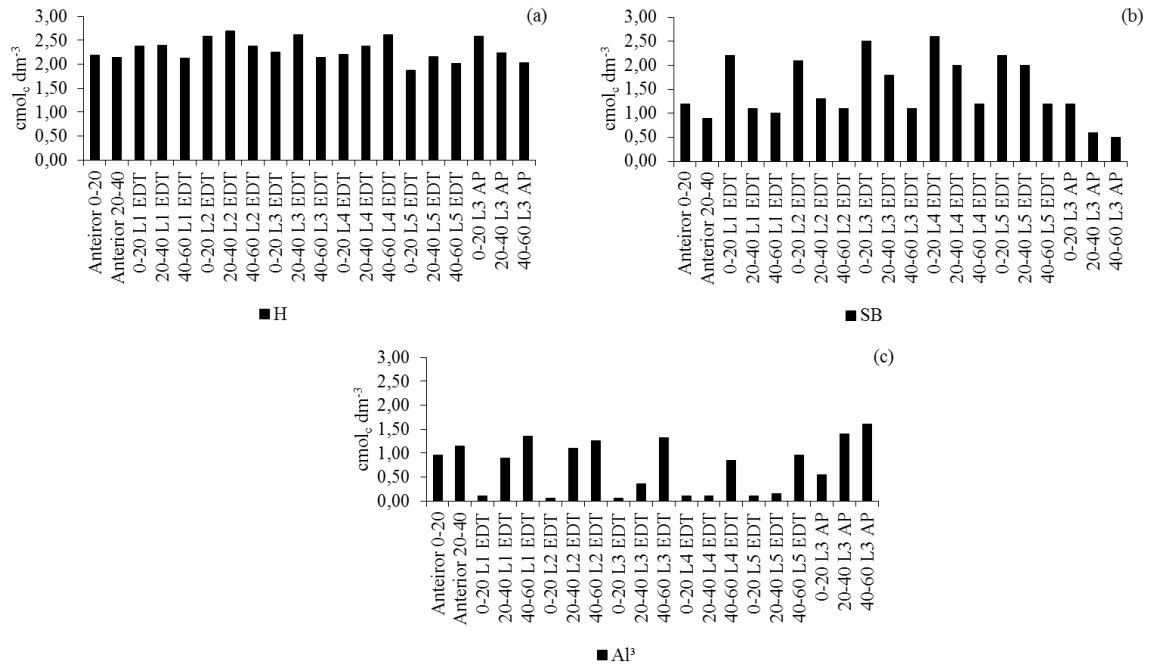 (a)
cmolc dm-3
3,00
2,50
2,00
1,50
1,00
0,50
0,00
Anteiror 0-20
Anterior 20-40
0-20 L1 EDT
20-40 L1 EDT
40-60 L1 EDT
0-20 L2 EDT
20-40 L2 EDT
40-60 L2 EDT
0-20 L3 EDT
20-40 L3 EDT
40-60 L3 EDT
0-20 L4 EDT
20-40 L4 EDT
40-60 L4 EDT
0-20 L5 EDT
20-40 L5 EDT
40-60 L5 EDT
0-20 L3 AP
20-40 L3 AP
40-60 L3 AP
H
(b)
cmolc dm-3
3,00
2,50
2,00
1,50
1,00
0,50
0,00
Anteiror 0-20
Anterior 20-40
0-20 L1 EDT
20-40 L1 EDT
40-60 L1 EDT
0-20 L2 EDT
20-40 L2 EDT
40-60 L2 EDT
0-20 L3 EDT
20-40 L3 EDT
40-60 L3 EDT
0-20 L4 EDT
20-40 L4 EDT
40-60 L4 EDT
0-20 L5 EDT
20-40 L5 EDT
40-60 L5 EDT
0-20 L3 AP
20-40 L3 AP
40-60 L3 AP
SB
(c)
cmolc dm-3
3,00
2,50
2,00
1,50
1,00
0,50
0,00
Anteiror 0-20
Anterior 20-40
0-20 L1 EDT
20-40 L1 EDT
40-60 L1 EDT
0-20 L2 EDT
20-40 L2 EDT
40-60 L2 EDT
0-20 L3 EDT
20-40 L3 EDT
40-60 L3 EDT
0-20 L4 EDT
20-40 L4 EDT
40-60 L4 EDT
0-20 L5 EDT
20-40 L5 EDT
40-60 L5 EDT
0-20 L3 AP
20-40 L3 AP
40-60 L3 AP
Al³